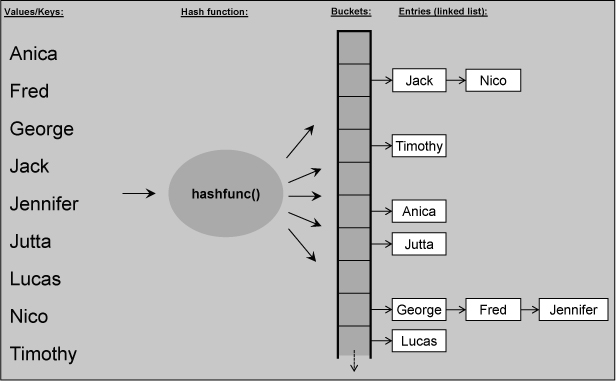 Values/Keys:
Hash function:
Buckets:
Entries (linked list):
Anica
Fred
George
Jack
Jennifer
Jutta
Lucas
Nico
Timothy
hashfunc()
Jack
Nico
Timothy
Anica
Jutta
George
Fred
Jennifer
Lucas